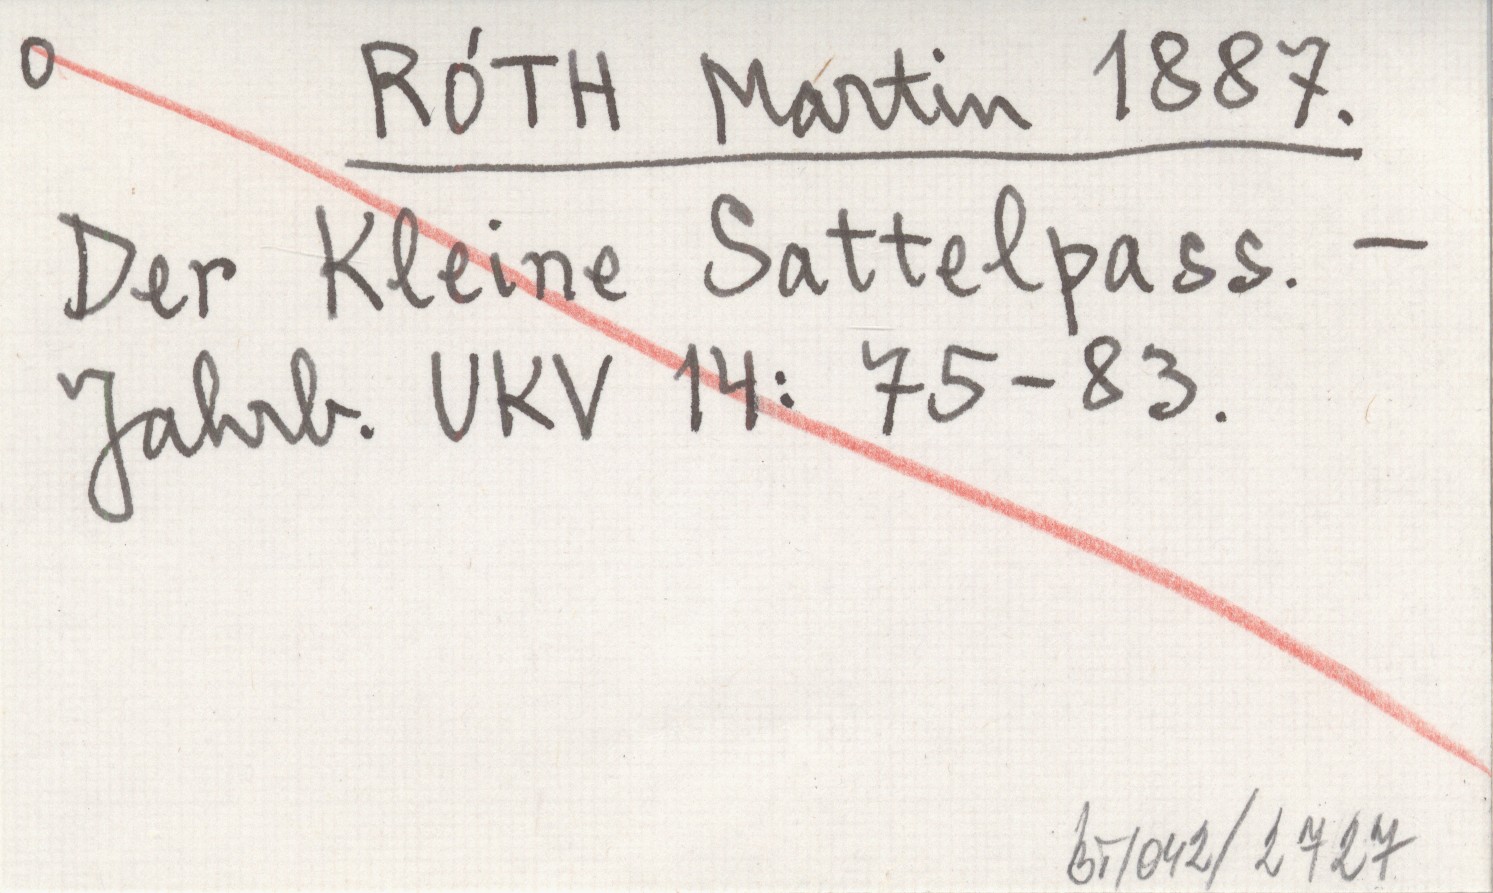 O RÓTH Martin 1887.
Der Kleine Sattelpass. –
Jahrb. UKV 14: 75-83.
BT/042/2727